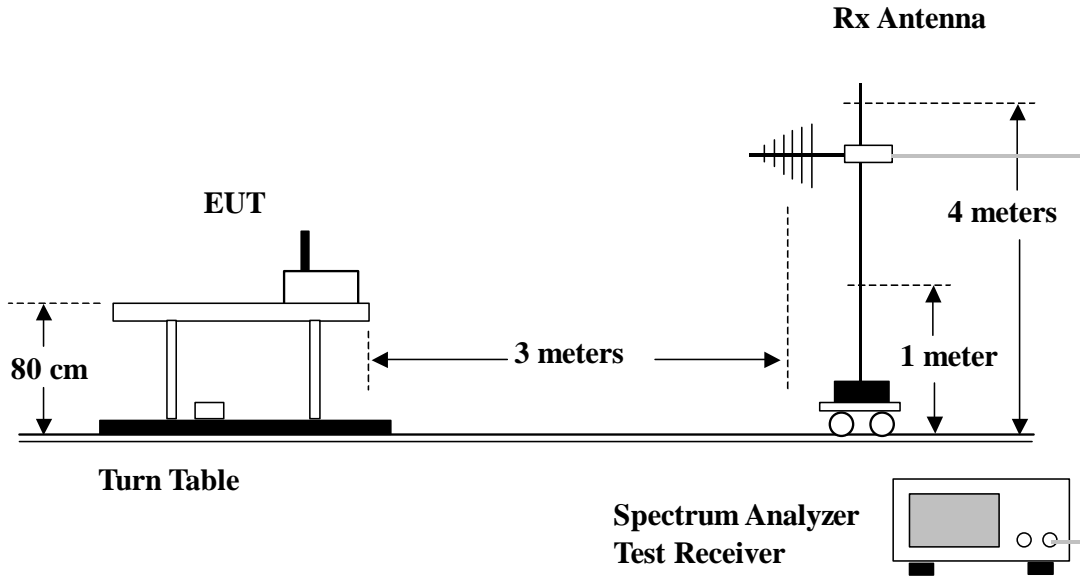 Rx Antenna
EUT
4 meters
3 meters
1 meter
80 cm
Turn Table
Spectrum Analyzer
Test Receiver